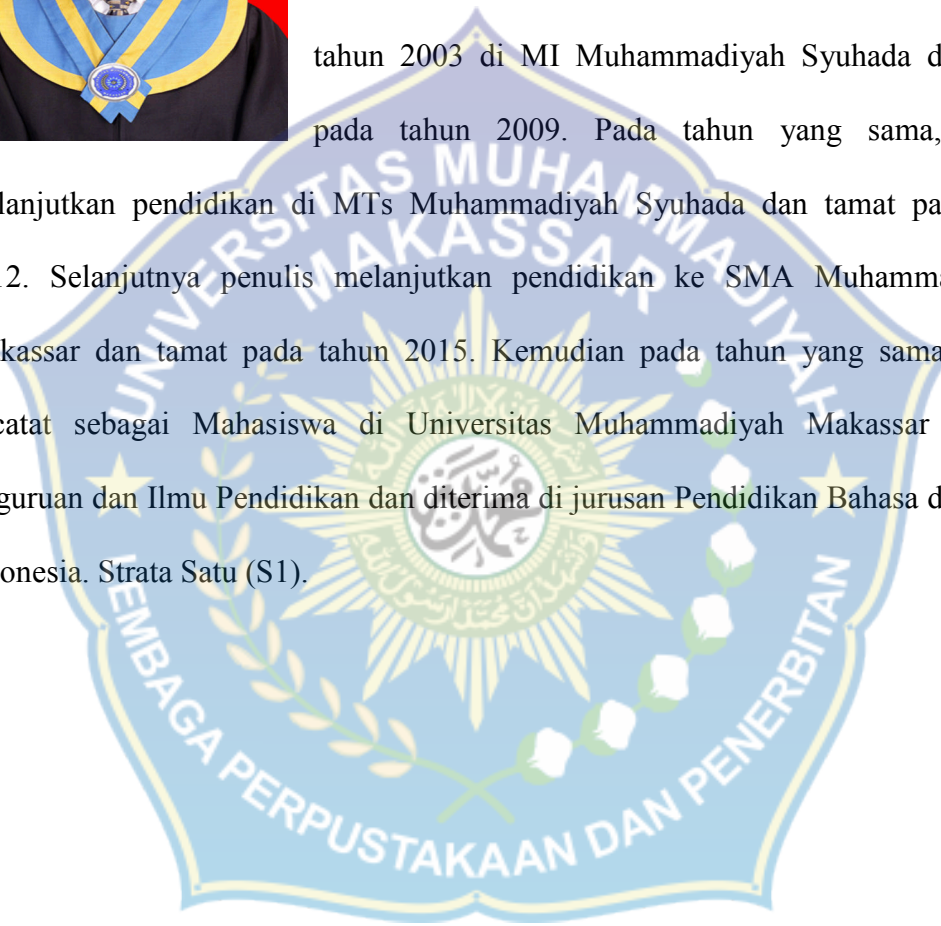 tahun 2003 di MI Muhammadiyah Syuhada d
pada tahun 2009. Pada tahun yang sama,
lanjutkan pendidikan di MTs Muhammadiyah Syuhada dan tamat pa
12. Selanjutnya penulis melanjutkan pendidikan ke SMA Muhamma
kassar dan tamat pada tahun 2015. Kemudian pada tahun yang sama
catat sebagai Mahasiswa di Universitas Muhammadiyah Makassar
guruan dan Ilmu Pendidikan dan diterima di jurusan Pendidikan Bahasa d
onesia. Strata Satu (S1).
UNIVERSITAS MUHAMMADIYAH
MAKASSAR
LEMBAGA PERPUSTAKAAN DAN PENERBITAN